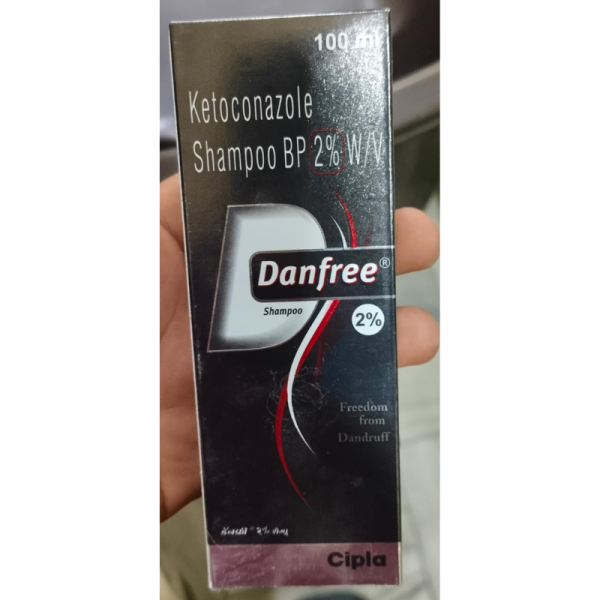 100 ml
Ketoconazole
Shampoo BP 2% W/V
Danfree®
Shampoo
2%
Freedom
from
Dandruff
Cipla